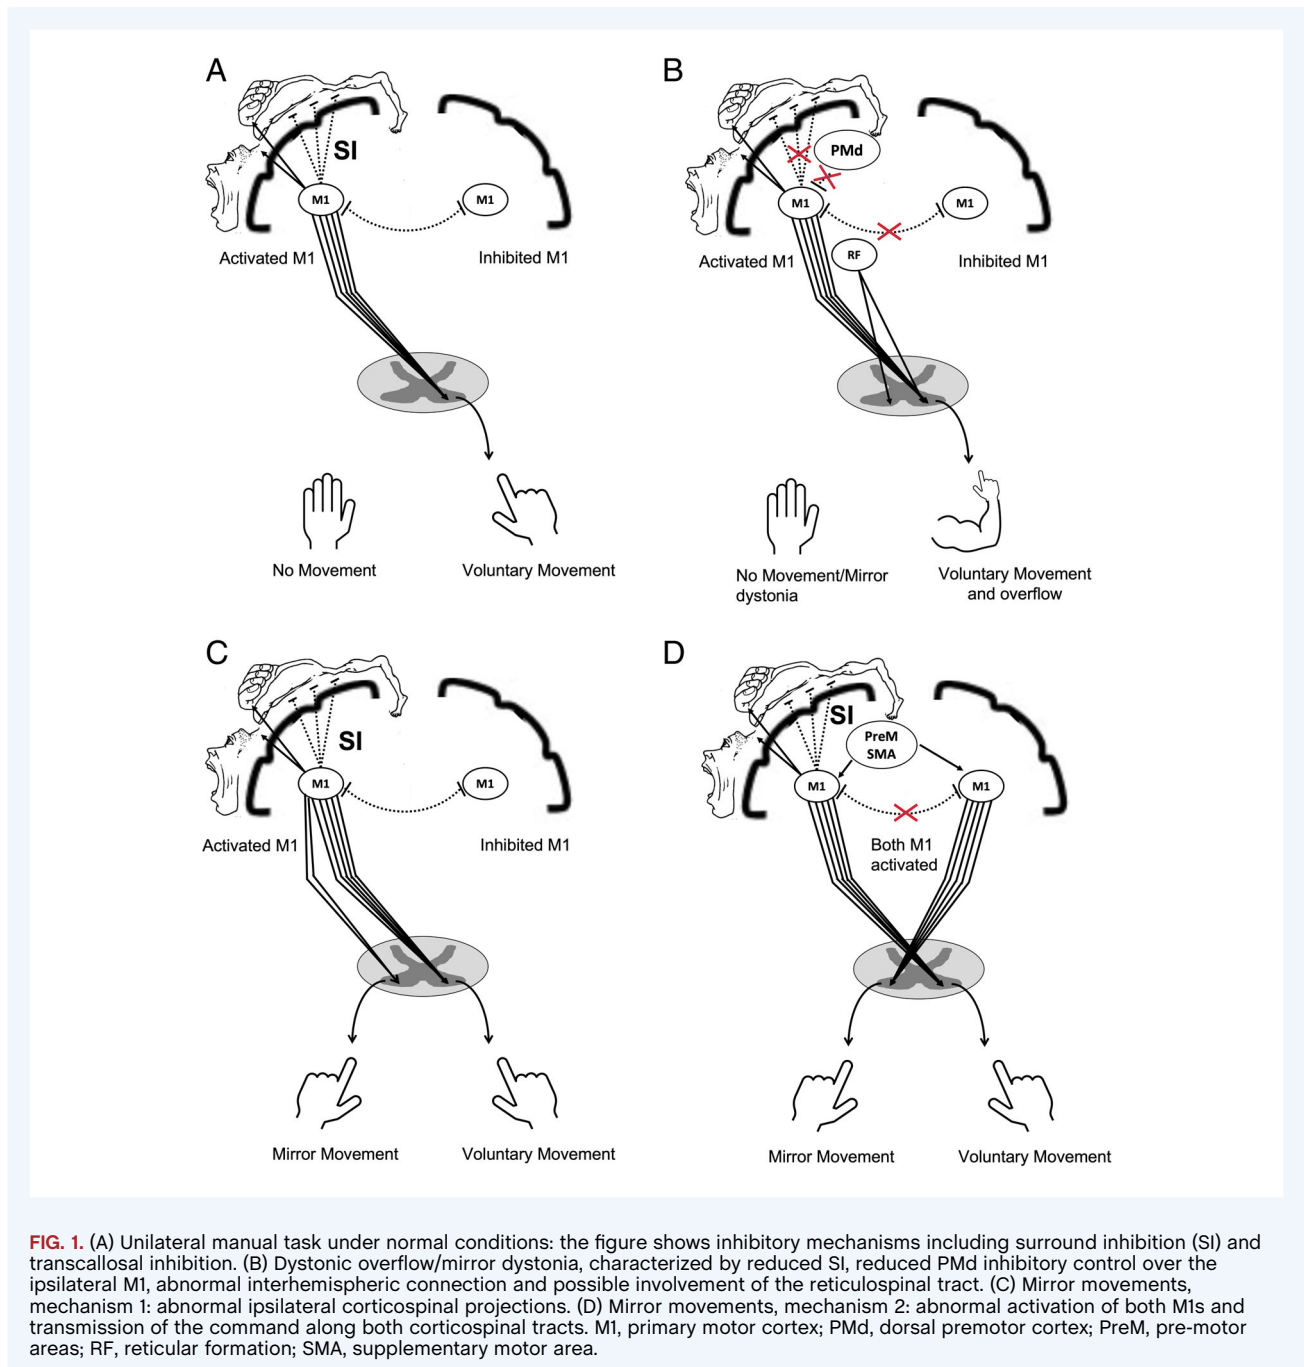 A
SI
M1
M1
Activated M1
Inhibited M1
No Movement
Voluntary Movement
B
PMd
M1
M1
RF
Activated M1
Inhibited M1
No Movement/Mirror
dystonia
Voluntary Movement
and overflow
C
SI
M1
M1
Activated M1
Inhibited M1
Mirror Movement
Voluntary Movement
D
SI
PreM
SMA
M1
M1
Both M1
activated
Mirror Movement
Voluntary Movement
FIG. 1. (A) Unilateral manual task under normal conditions: the figure shows inhibitory mechanisms including surround inhibition (SI) and
transcallosal inhibition. (B) Dystonic overflow/mirror dystonia, characterized by reduced SI, reduced PMd inhibitory control over the
ipsilateral M1, abnormal interhemispheric connection and possible involvement of the reticulospinal tract. (C) Mirror movements,
mechanism 1: abnormal ipsilateral corticospinal projections. (D) Mirror movements, mechanism 2: abnormal activation of both M1s and
transmission of the command along both corticospinal tracts. M1, primary motor cortex; PMd, dorsal premotor cortex; PreM, pre-motor
areas; RF, reticular formation; SMA, supplementary motor area.